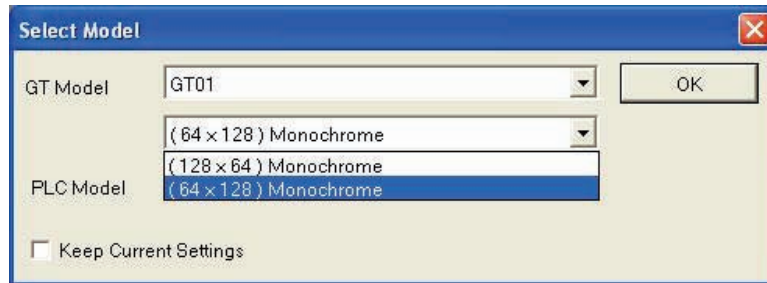 Select Model
GT Model
GT01
OK
( 64 × 128 ) Monochrome
(128 × 64 ) Monochrome
PLC Model
( 64 × 128 ) Monochrome
Keep Current Settings